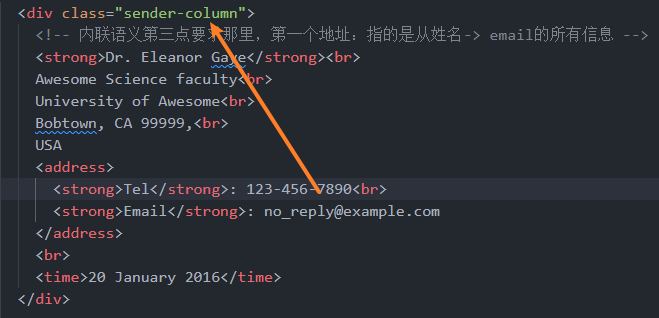 <div class="sender-column">
<!-- 内联语义第三点要求那里，第一个地址：指的是从姓名-> email的所有信息 -->
<strong>Dr. Eleanor Gaye</strong><br>
Awesome Science faculty<br>
University of Awesome<br>
Bobtown, CA 99999,<br>
USA
<address>
<strong>Tel</strong>: 123-456-7890<br>
<strong>Email</strong>: no_reply@example.com
</address>
<br>
<time>20 January 2016</time>
</div>